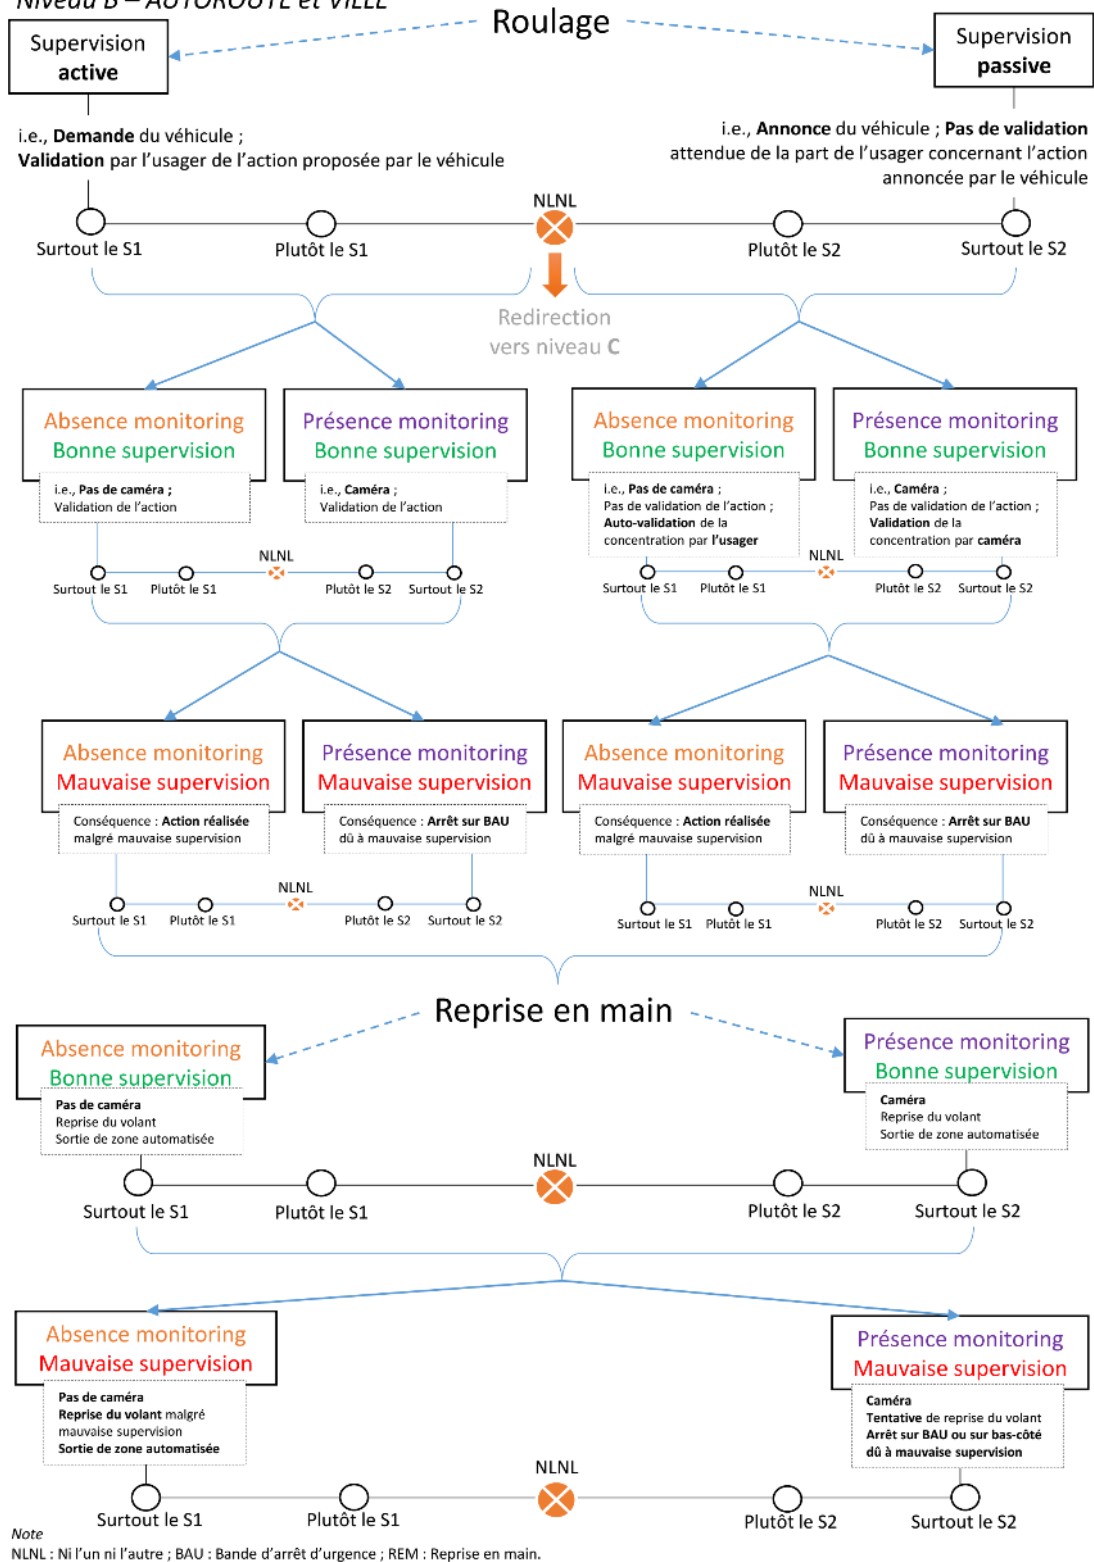 Niveau B – AUTOROUTE et VILLE
Roulage
Supervision
active
Supervision
passive
i.e., Demande du véhicule ;
Validation par l'usager de l'action proposée par le véhicule
i.e., Annonce du véhicule ; Pas de validation
attendue de la part de l'usager concernant l'action
annoncée par le véhicule
NLNL
Surtout le S1
Plutôt le S1
Plutôt le S2
Surtout le S2
Redirection
vers niveau C
Absence monitoring
Bonne supervision
i.e., Pas de caméra ;
Validation de l'action
Présence monitoring
Bonne supervision
i.e., Caméra ;
Validation de l'action
Absence monitoring
Bonne supervision
i.e., Pas de caméra ;
Pas de validation de l'action ;
Auto-validation de la
concentration par l'usager
Présence monitoring
Bonne supervision
i.e., Caméra ;
Pas de validation de l'action ;
Validation de la
concentration par caméra
NLNL
Surtout le S1
Plutôt le S1
Plutôt le S2
Surtout le S2
NLNL
Surtout le S1
Plutôt le S1
Plutôt le S2
Surtout le S2
Absence monitoring
Mauvaise supervision
Conséquence : Action réalisée
malgré mauvaise supervision
Présence monitoring
Mauvaise supervision
Conséquence : Arrêt sur BAU
dû à mauvaise supervision
Absence monitoring
Mauvaise supervision
Conséquence : Action réalisée
malgré mauvaise supervision
Présence monitoring
Mauvaise supervision
Conséquence : Arrêt sur BAU
dû à mauvaise supervision
NLNL
Surtout le S1
Plutôt le S1
Plutôt le S2
Surtout le S2
NLNL
Surtout le S1
Plutôt le S1
Plutôt le S2
Surtout le S2
Reprise en main
Absence monitoring
Bonne supervision
Pas de caméra
Reprise du volant
Sortie de zone automatisée
Présence monitoring
Bonne supervision
Caméra
Reprise du volant
Sortie de zone automatisée
NLNL
Surtout le S1
Plutôt le S1
Plutôt le S2
Surtout le S2
Absence monitoring
Mauvaise supervision
Pas de caméra
Reprise du volant malgré
mauvaise supervision
Sortie de zone automatisée
Présence monitoring
Mauvaise supervision
Caméra
Tentative de reprise du volant
Arrêt sur BAU ou sur bas-côté
dû à mauvaise supervision
NLNL
Surtout le S1
Plutôt le S1
Plutôt le S2
Surtout le S2
Note
NLNL : Ni l'un ni l'autre ; BAU : Bande d'arrêt d'urgence ; REM : Reprise en main.